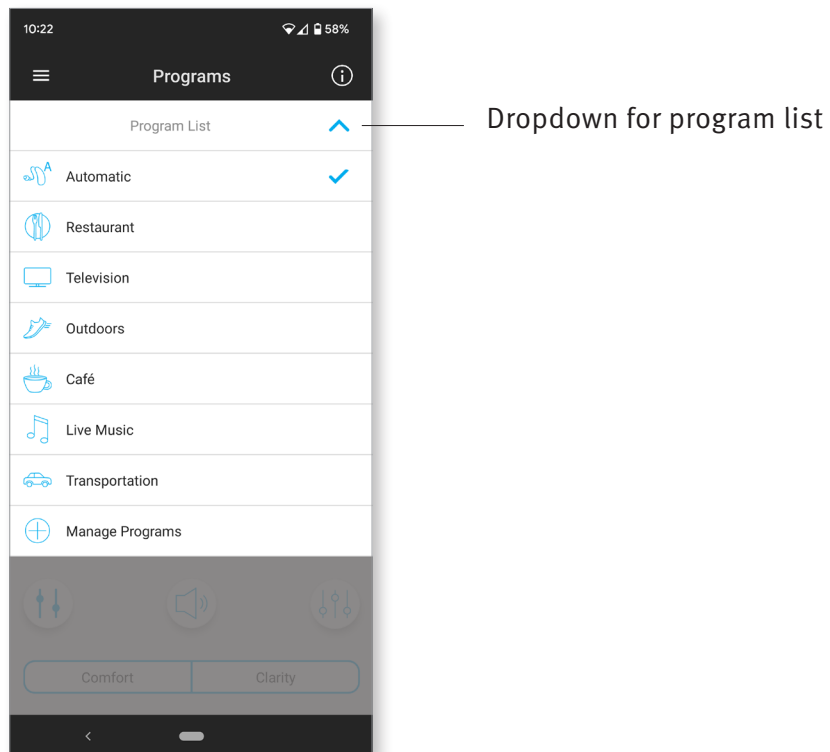 10:22
58%
Programs
Program List
Dropdown for program list
A
Automatic
Restaurant
Television
Outdoors
Café
Live Music
Transportation
Manage Programs
Comfort
Clarity